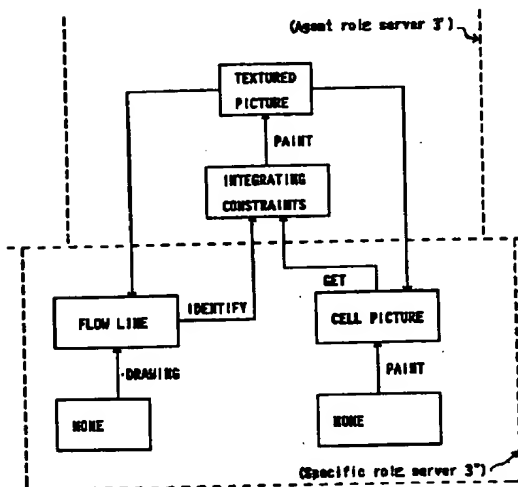 (Agent role server 3')
TEXTURED
PICTURE
PAINT
INTEGRATING
CONSTRAINTS
GET
IDENTIFY
FLOW LINE
CELL PICTURE
DRAWING
PAINT
NONE
NONE
(Specific role server 3")